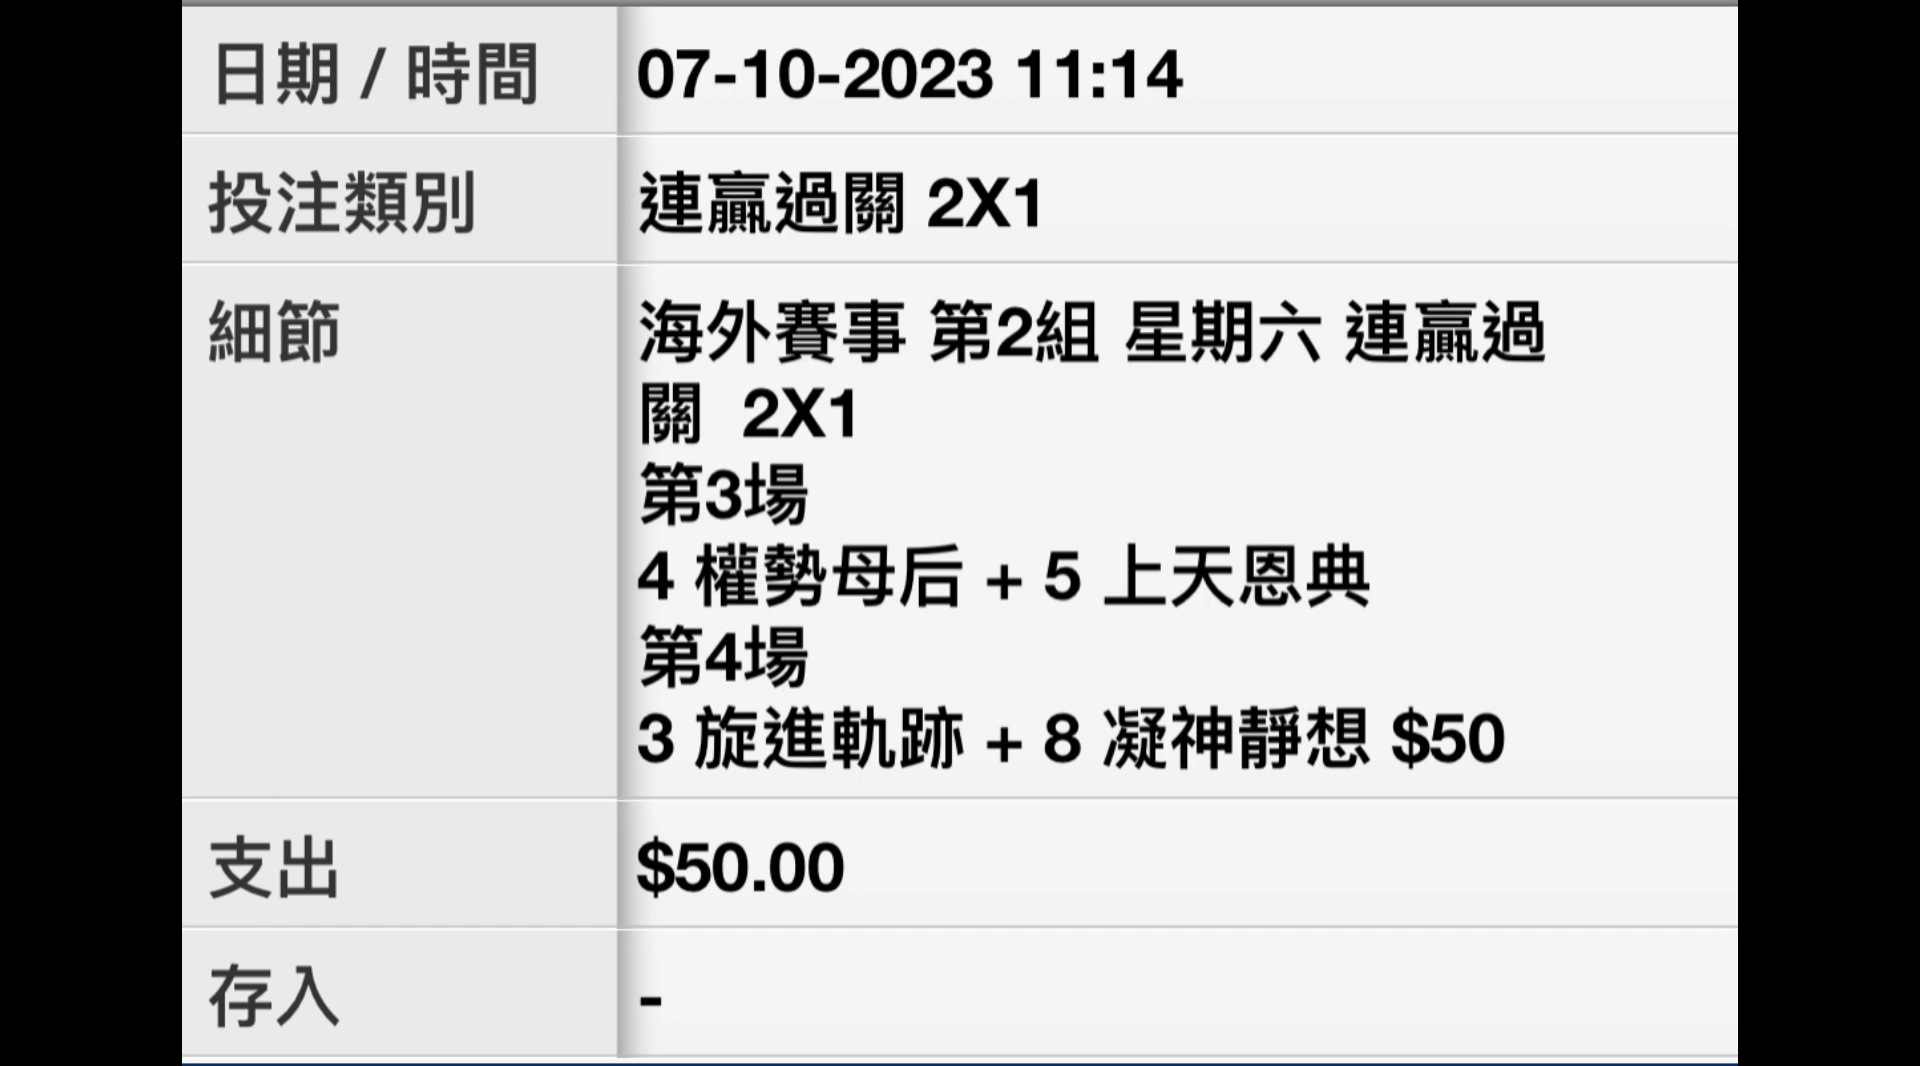 日期 / 時間 07-10-2023 11:14
投注類別 連贏過關 2X1
細節 海外賽事 第2組 星期六 連贏過
關 2X1
第3場
4 權勢母后 + 5 上天恩典
第4場
3 旋進軌跡 + 8 凝神靜想 $50
支出 $50.00
存入 -